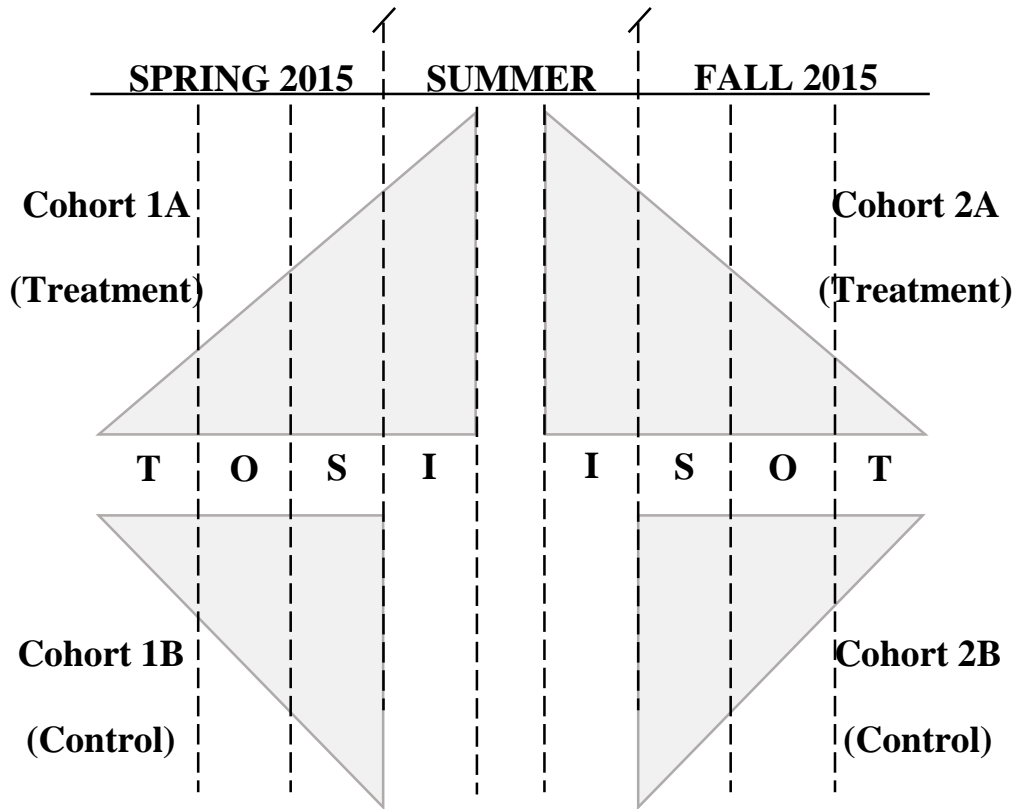 SPRING 2015 SUMMER FALL 2015
Cohort 1A Cohort 2A
(Treatment) (Treatment)
T O S I I S O T
Cohort 1B Cohort 2B
(Control) (Control)